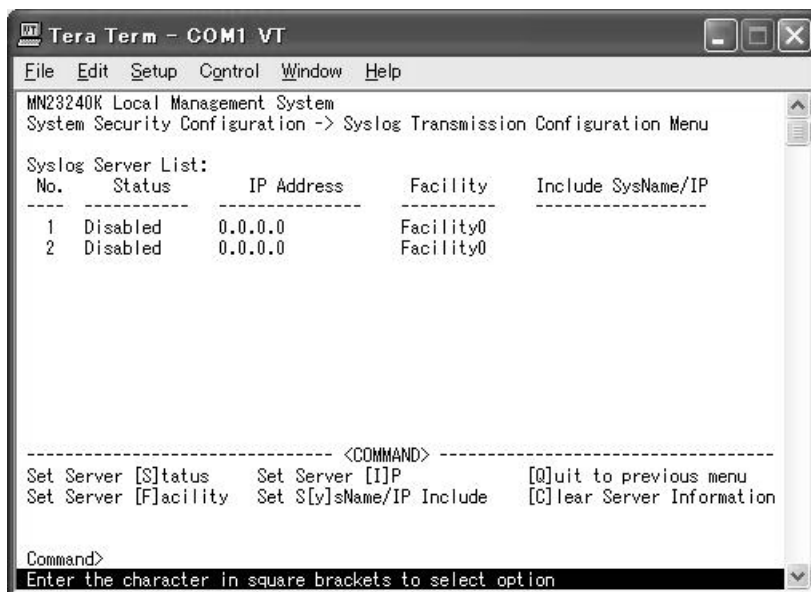 Tera Term - COM1 VT
File Edit Setup Control Window Help
MN23240K Local Management System
System Security Configuration -> Syslog Transmission Configuration Menu
Syslog Server List:
No. Status IP Address Facility Include SysName/IP
---- ----------- --------------- ---------- ------------------
1 Disabled 0.0.0.0 Facility0
2 Disabled 0.0.0.0 Facility0
--------------------------------- <COMMAND> ------------------------------------
Set Server [S]tatus Set Server [I]P [Q]uit to previous menu
Set Server [F]acility Set S[y]sName/IP Include [C]lear Server Information
Command>
Enter the character in square brackets to select option